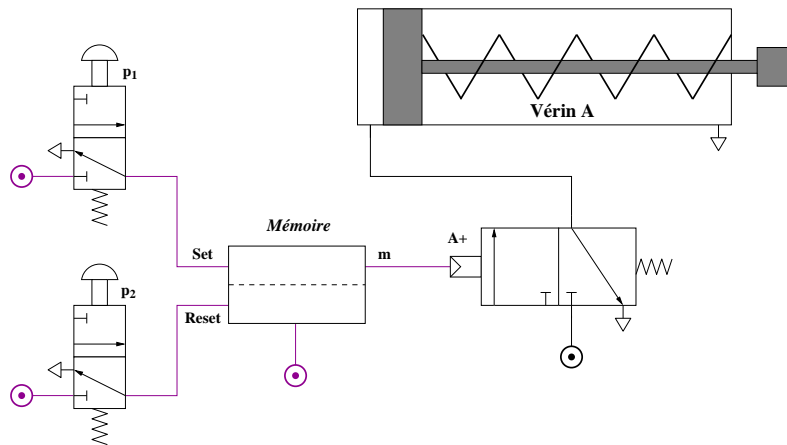 p1
Vérin A
Mémoire
Set
m
A+
p2
Reset